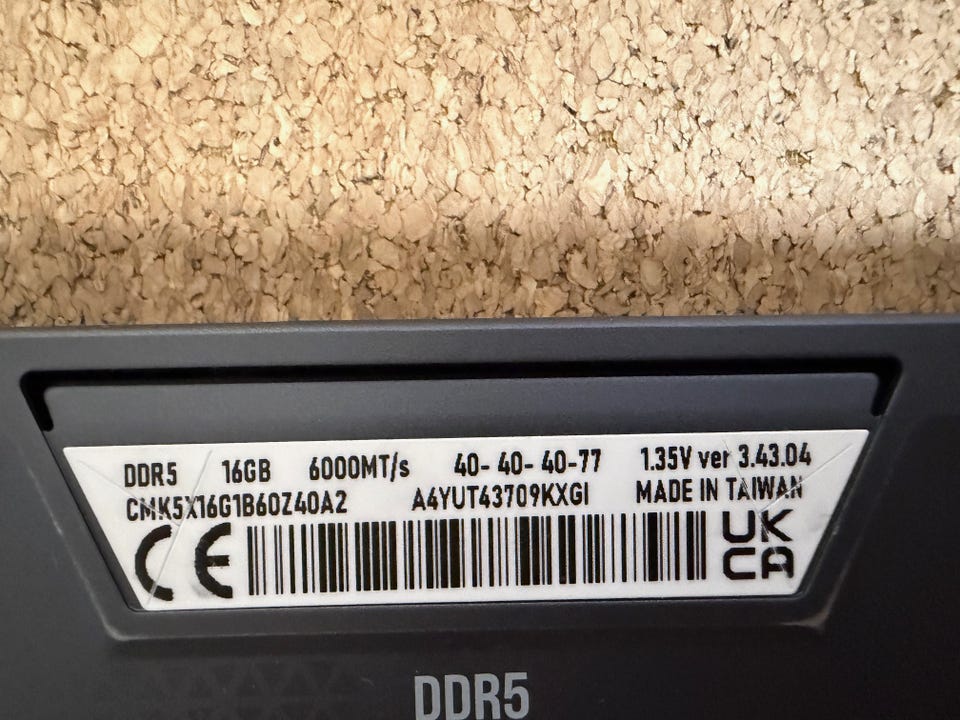 DDR5 16GB 6000MT/s 40- 40- 40-77 1.35V ver 3.43.04
CMK5X16G1B60Z40A2 A4YUT43709KXGI MADE IN TAIWAN
CE UK
CA
DDR5